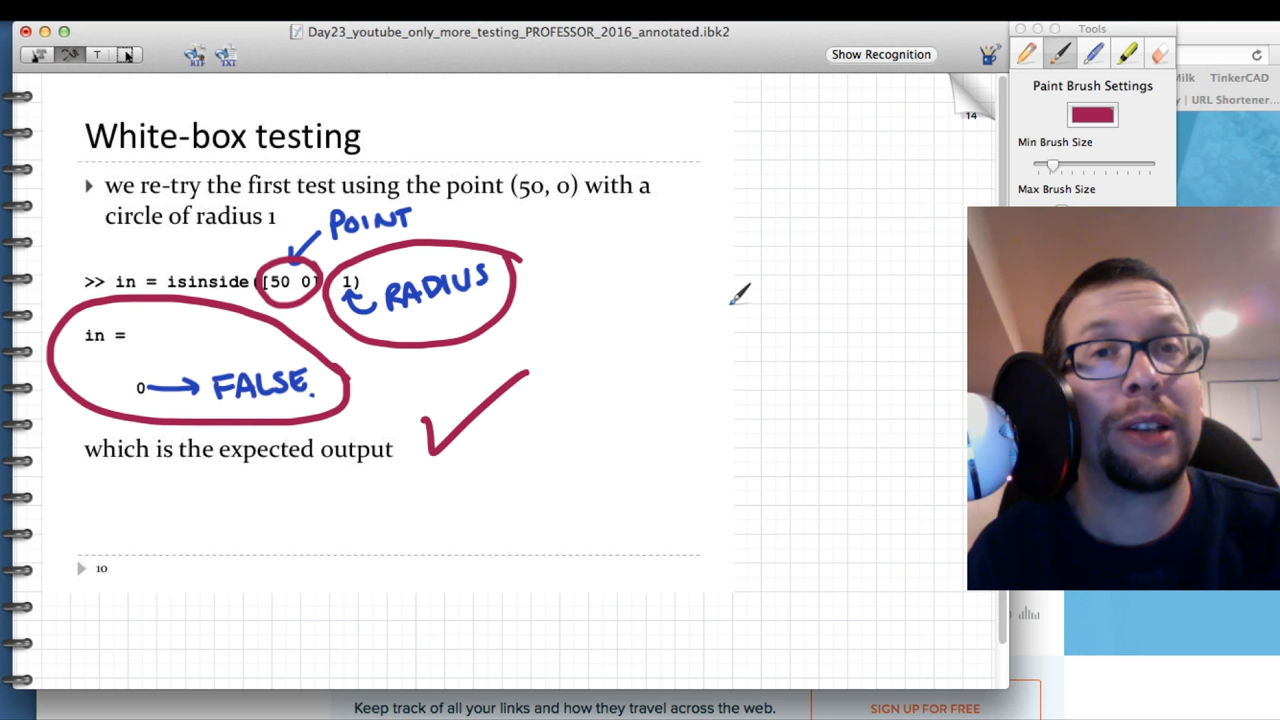 Day23_youtube_only_more_testing_PROFESSOR_2016_annotated.ibk2
Tools
T
RTF
TXT
Show Recognition
Milk
TinkerCAD
URL Shortener...
Paint Brush Settings
Min Brush Size
Max Brush Size
14
White-box testing
we re-try the first test using the point (50, 0) with a
circle of radius 1
POINT
>> in = isinside([50 0] 1)
RADIUS
in =
0 → FALSE.
which is the expected output
10
Keep track of all your links and how they travel across the web.
SIGN UP FOR FREE